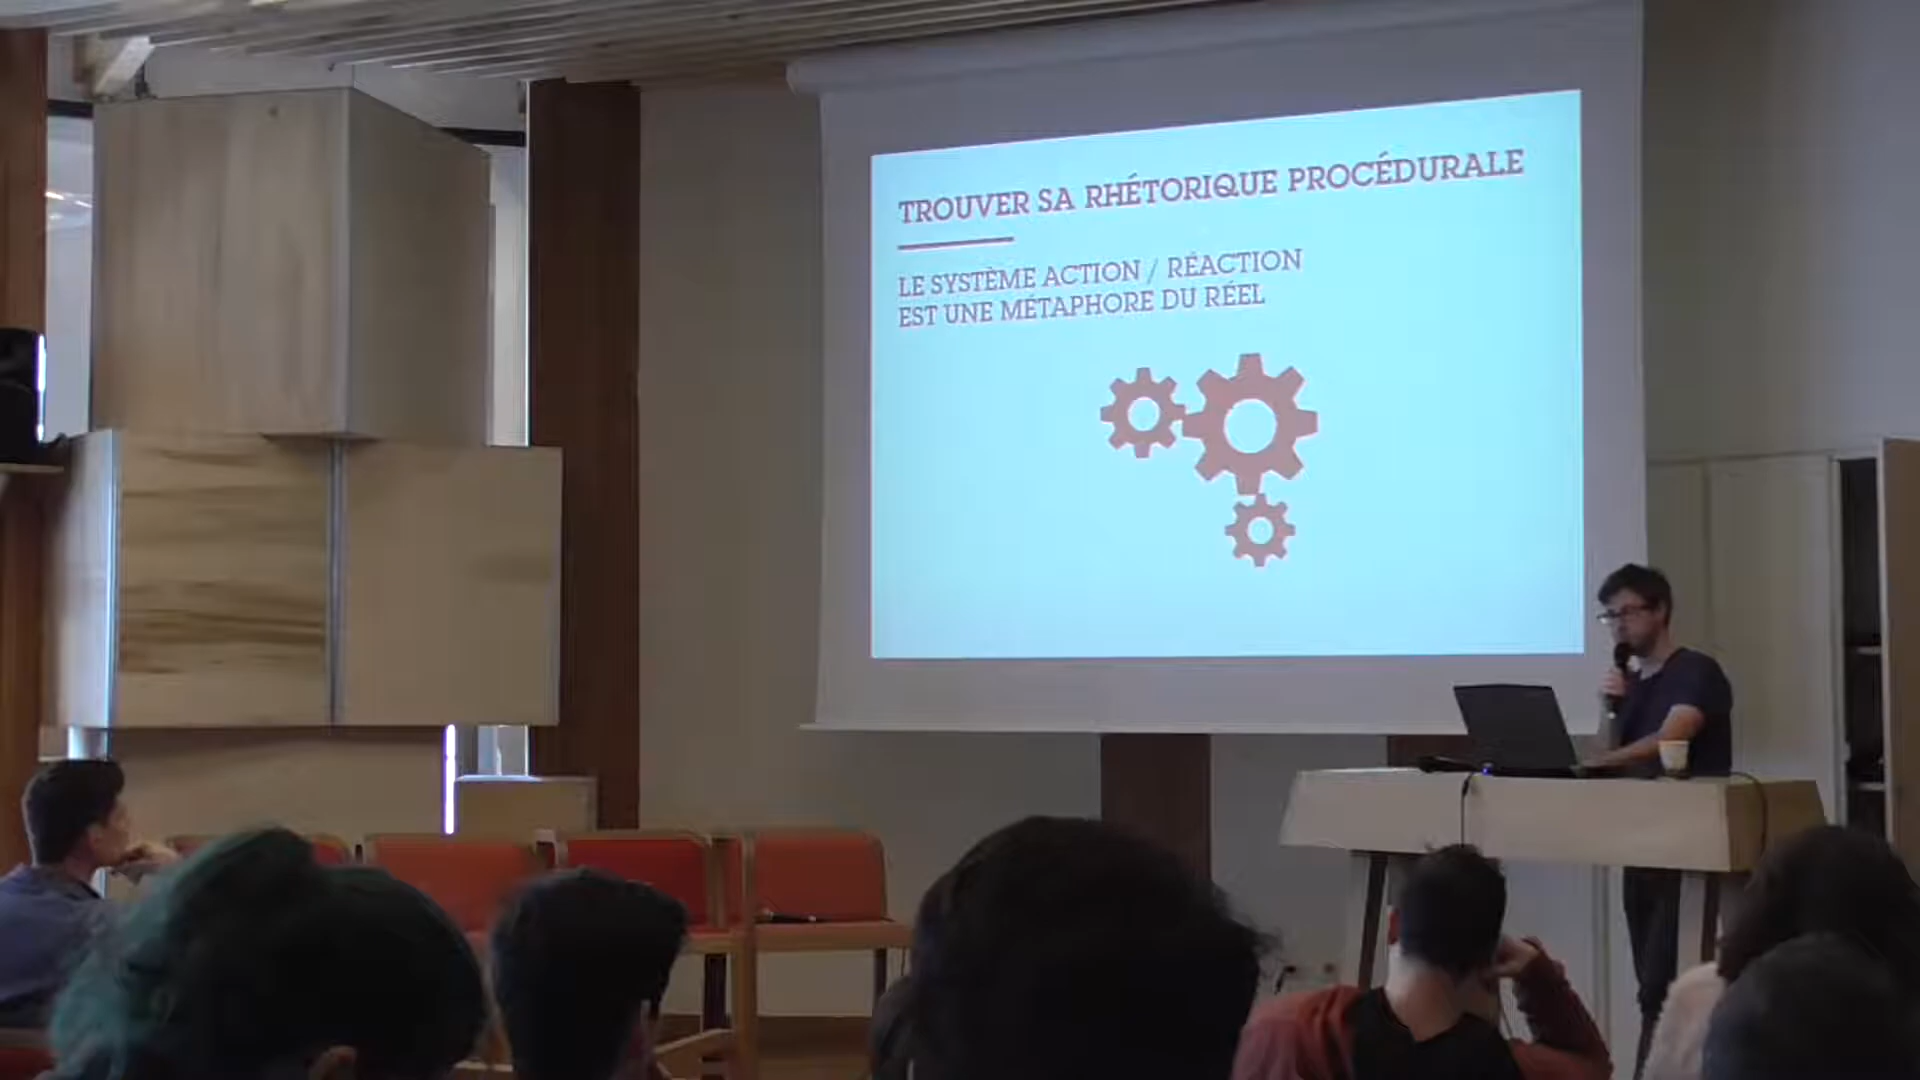 TROUVER SA RHÉTORIQUE PROCÉDURALE
LE SYSTÈME ACTION / RÉACTION
EST UNE MÉTAPHORE DU RÉEL